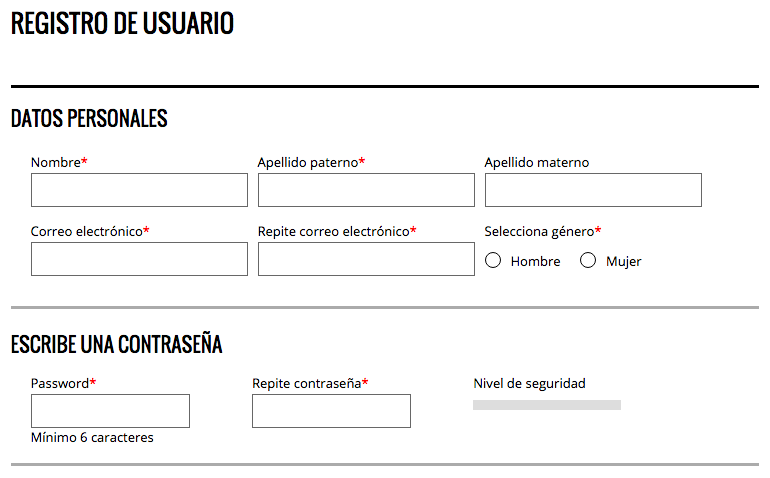 REGISTRO DE USUARIO
DATOS PERSONALES
Nombre* Apellido paterno* Apellido materno
Correo electrónico* Repite correo electrónico* Selecciona género*
Hombre Mujer
ESCRIBE UNA CONTRASEÑA
Password* Repite contraseña* Nivel de seguridad
Mínimo 6 caracteres